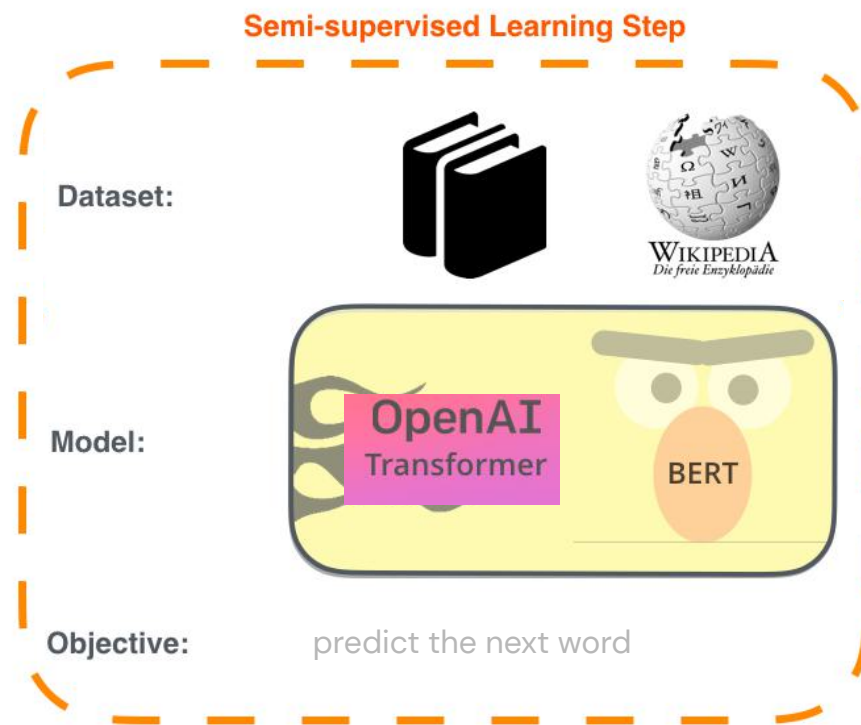 Semi-supervised Learning Step
Dataset:
WIKIPEDIA
Die freie Enzyklopädie
Model:
OpenAI
Transformer
BERT
Objective:
predict the next word